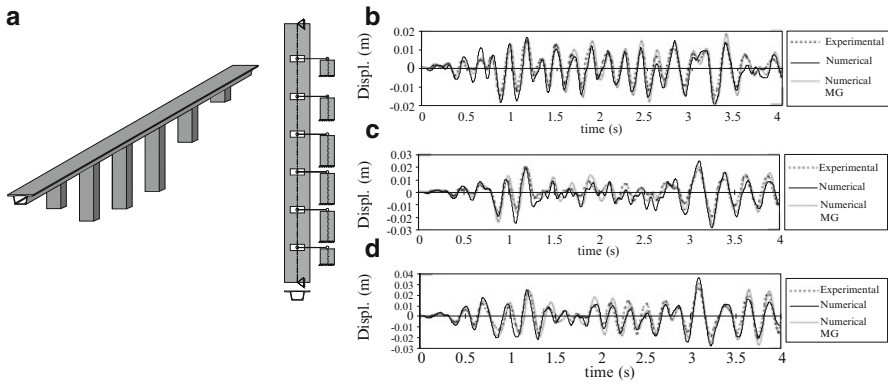 a
b
Displ. (m)
0.02
0.01
0
-0.01
-0.02
0 0.5 1 1.5 2 2.5 3 3.5 4
time (s)
Experimental
Numerical
Numerical
MG
c
Displ. (m)
0.03
0.02
0.01
0
-0.01
-0.02
-0.03
0 0.5 1 1.5 2 2.5 3 3.5 4
time (s)
Experimental
Numerical
Numerical
MG
d
Displ. (m)
0.04
0.03
0.02
0.01
0
-0.01
-0.02
-0.03
0 0.5 1 1.5 2 2.5 3 3.5 4
time (s)
Experimental
Numerical
Numerical
MG